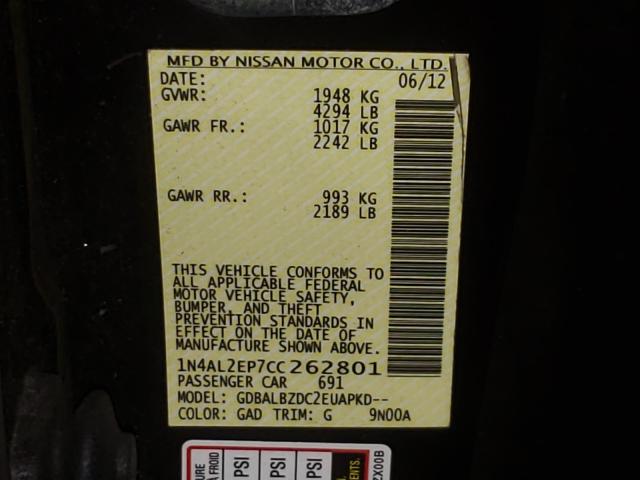 MFD BY NISSAN MOTOR CO., LTD.
DATE: 06/12
GVWR: 1948 KG
4294 LB
GAWR FR.: 1017 KG
2242 LB
GAWR RR.: 993 KG
2189 LB
THIS VEHICLE CONFORMS TO
ALL APPLICABLE FEDERAL
MOTOR VEHICLE SAFETY,
BUMPER, AND THEFT
PREVENTION STANDARDS IN
EFFECT ON THE DATE OF
MANUFACTURE SHOWN ABOVE.
1N4AL2EP7CC262801
PASSENGER CAR 691
MODEL: GDBALBZDC2EUAPKD--
COLOR: GAD TRIM: G 9N00A
A FROID
PSI
PSI
PSI
ZX00B